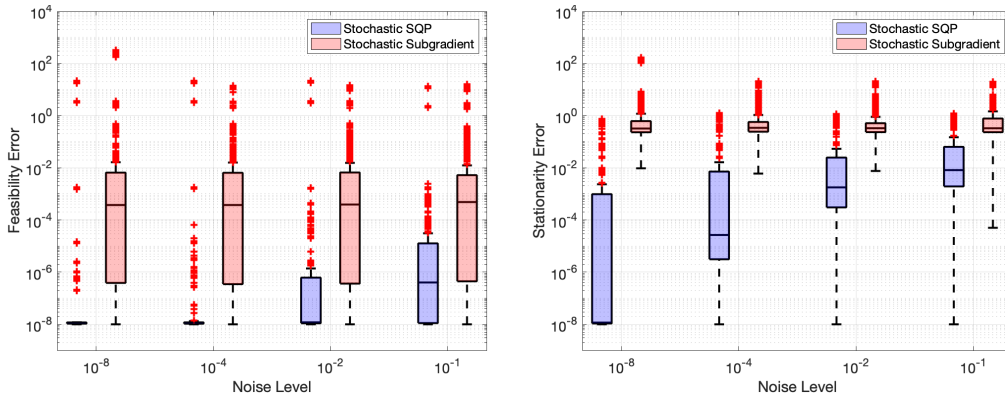 10^4
10^2
10^0
10^-2
10^-4
10^-6
10^-8
Feasibility Error
Stochastic SQP
Stochastic Subgradient
10^-8
10^-4
10^-2
10^-1
Noise Level
10^4
10^2
10^0
10^-2
10^-4
10^-6
10^-8
Stationarity Error
Stochastic SQP
Stochastic Subgradient
10^-8
10^-4
10^-2
10^-1
Noise Level